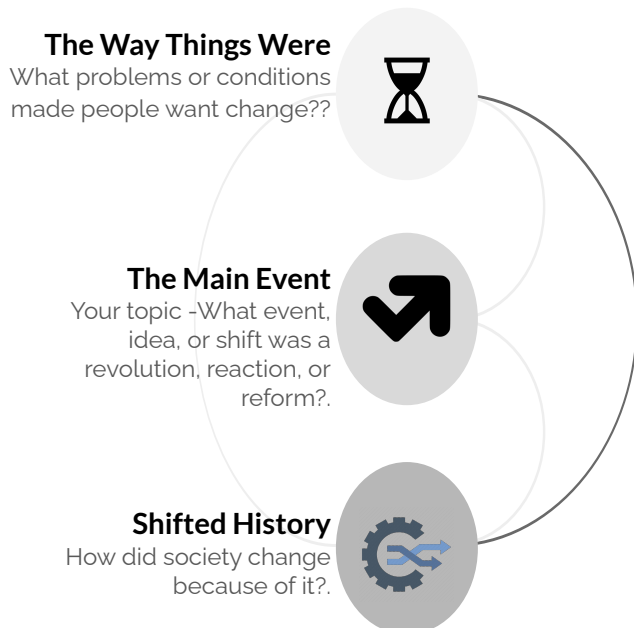 The Way Things Were
What problems or conditions
made people want change??
The Main Event
Your topic -What event,
idea, or shift was a
revolution, reaction, or
reform?.
Shifted History
How did society change
because of it?.